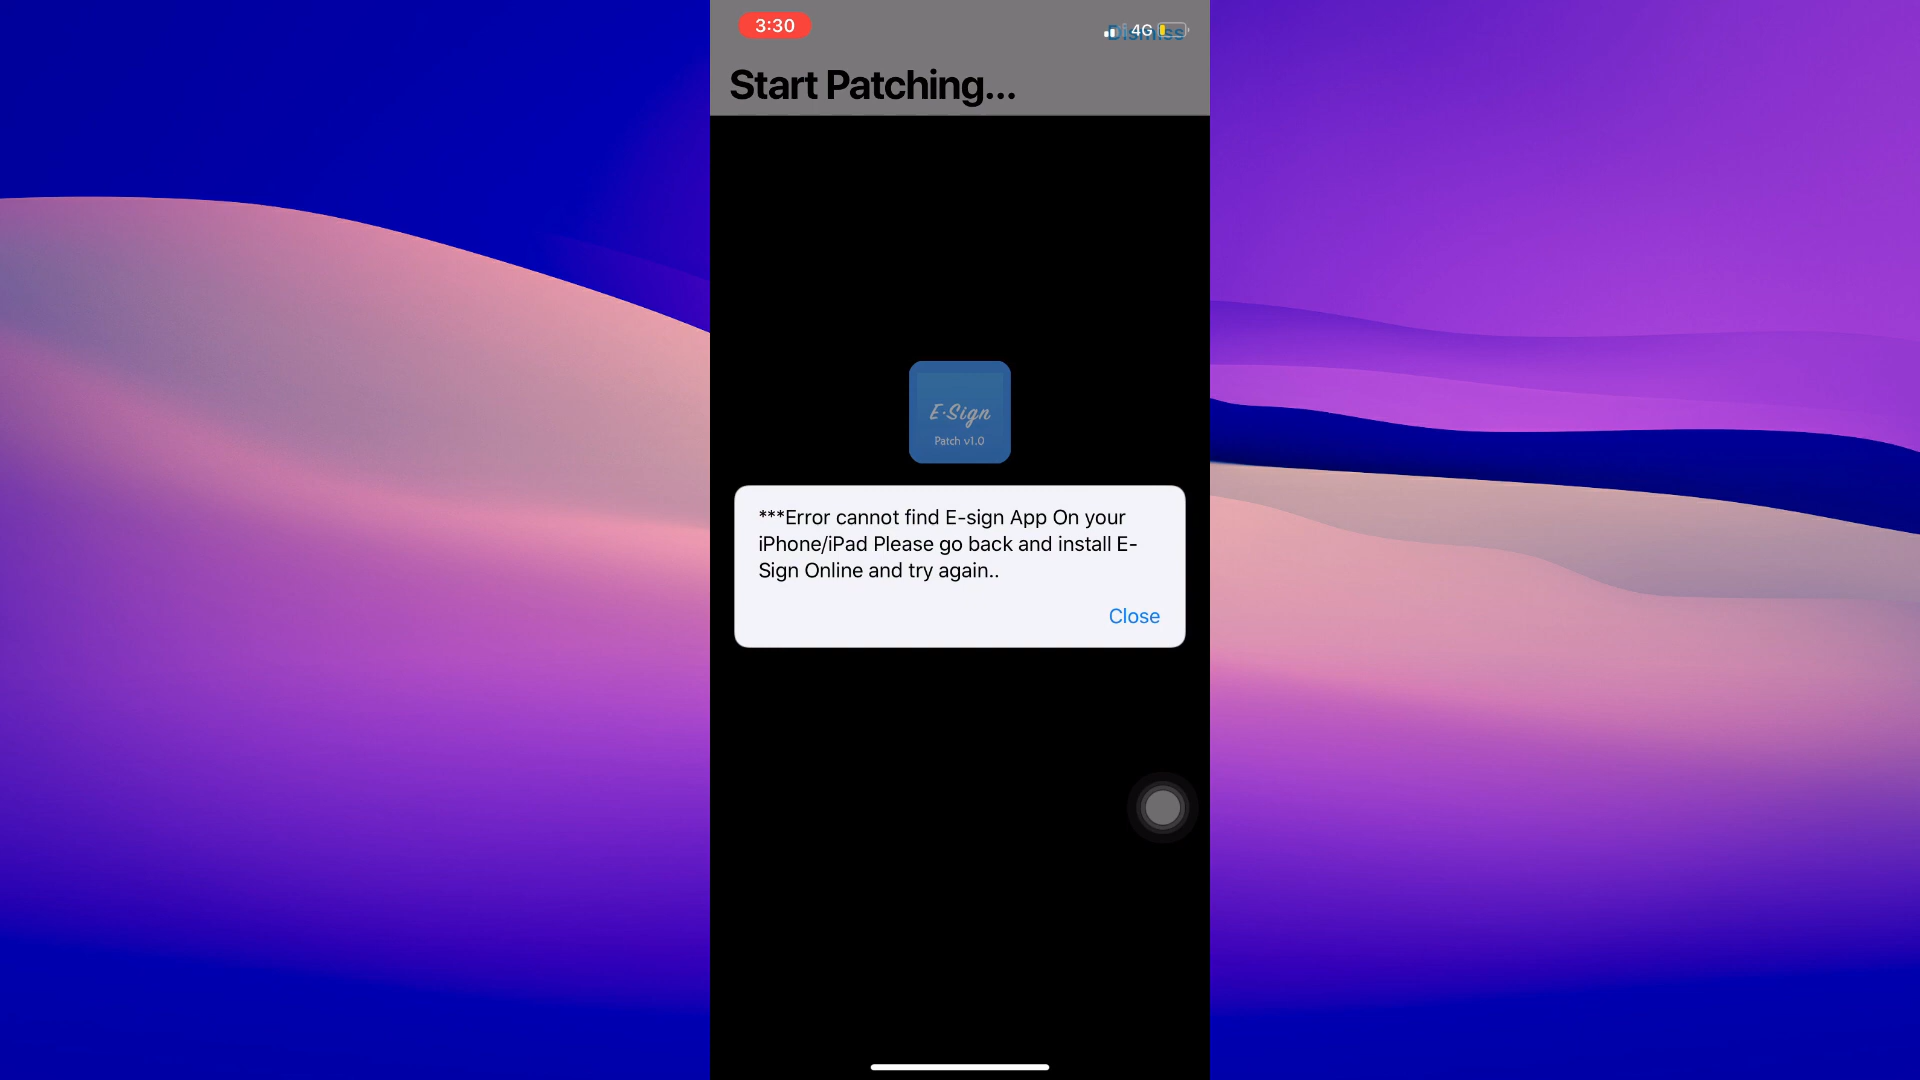 3:30
4G
Dismiss
Start Patching...
E-Sign
Patch v1.0
***Error cannot find E-sign App On your
iPhone/iPad Please go back and install E-
Sign Online and try again..
Close